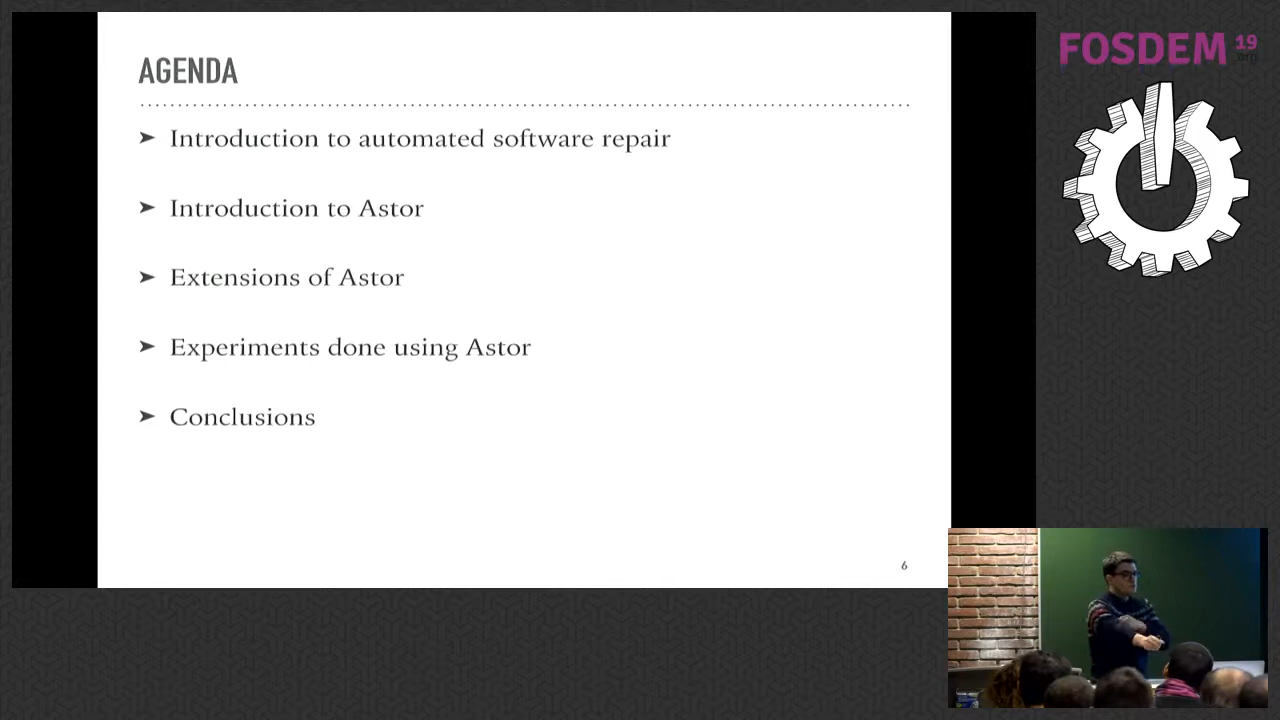 AGENDA
Introduction to automated software repair
Introduction to Astor
Extensions of Astor
Experiments done using Astor
Conclusions
6
FOSDEM 19
.org